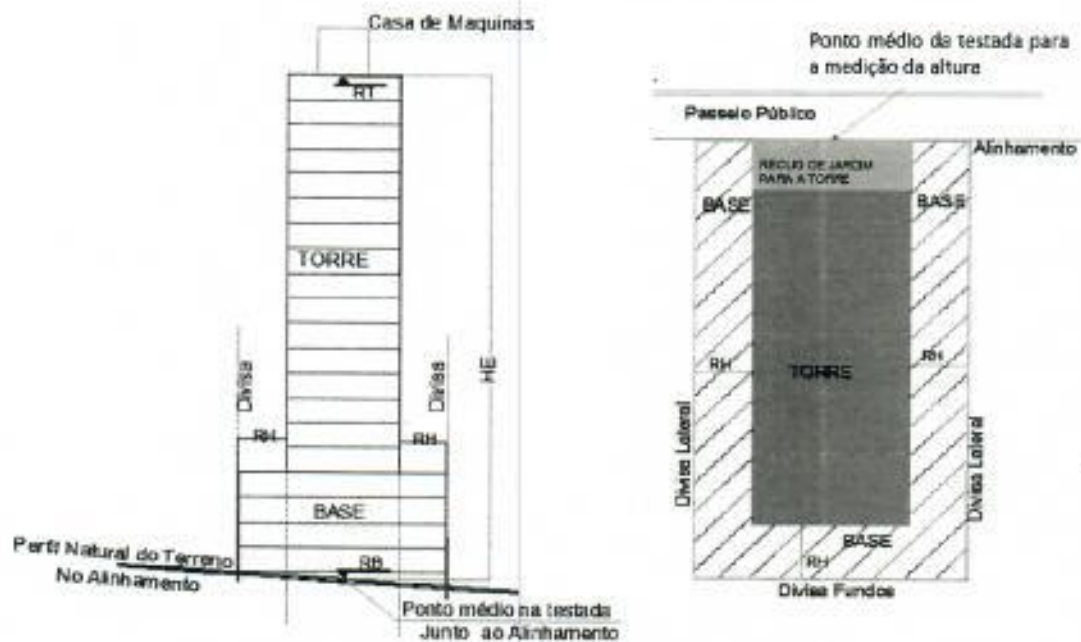 Casa de Maquinas
RT
TORRE
HE
Divisa
Divisa
RH
RH
BASE
Perfil Natural do Terreno
No Alinhamento
RB
Ponto médio na testada
Junto ao Alinhamento
Ponto médio da testada para
a medição da altura
Passeio Público
Alinhamento
RECUO DE JARDIM
PARA A TORRE
BASE
BASE
RH
TORRE
RH
Divisa Lateral
Divisa Lateral
BASE
RH
Divisa Fundos